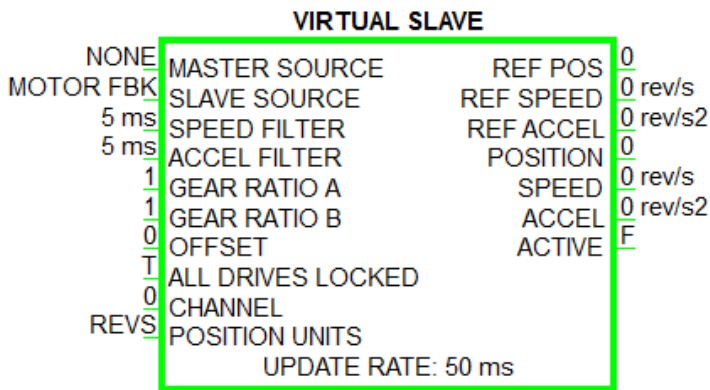 VIRTUAL SLAVE
NONE MASTER SOURCE REF POS 0
MOTOR FBK SLAVE SOURCE REF SPEED 0 rev/s
5 ms SPEED FILTER REF ACCEL 0 rev/s2
5 ms ACCEL FILTER POSITION 0
1 GEAR RATIO A SPEED 0 rev/s
1 GEAR RATIO B ACCEL 0 rev/s2
0 OFFSET ACTIVE F
T ALL DRIVES LOCKED
0 CHANNEL
REVS POSITION UNITS
UPDATE RATE: 50 ms